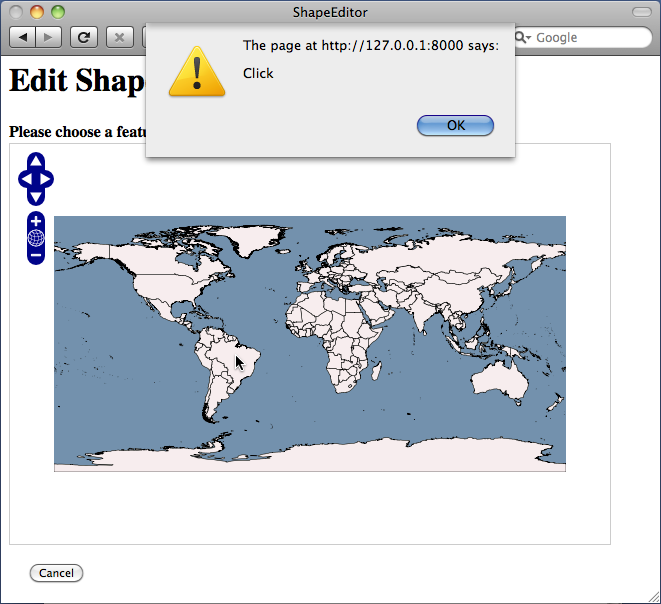 ShapeEditor
Google
The page at http://127.0.0.1:8000 says:
Click
OK
Edit Shap
Please choose a featu
Cancel